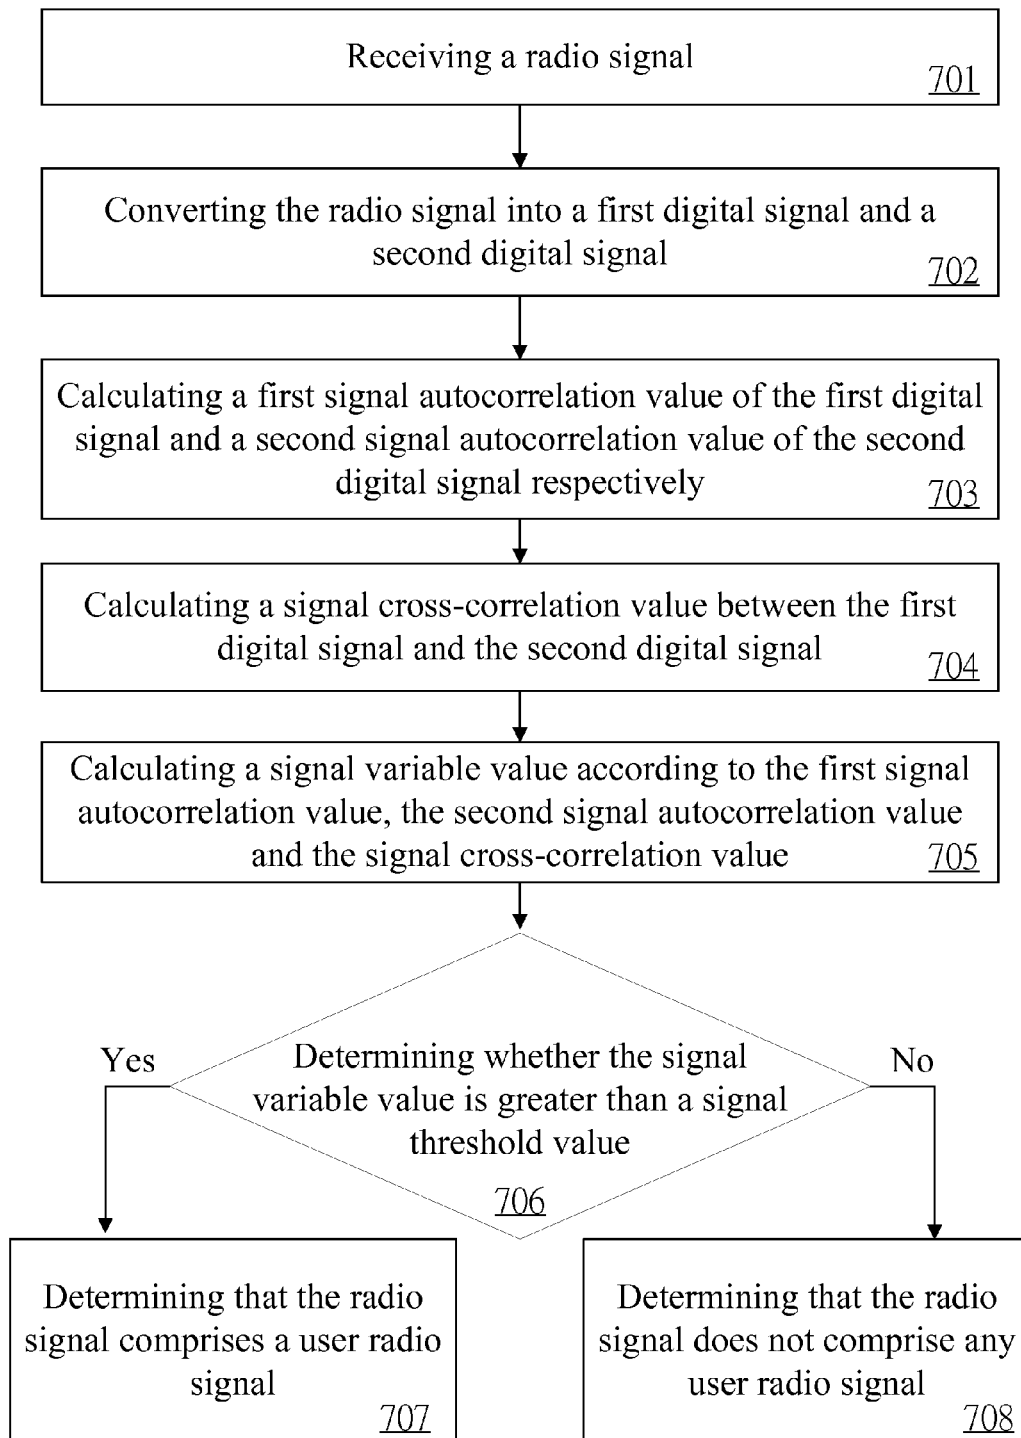 Receiving a radio signal
701
Converting the radio signal into a first digital signal and a
second digital signal
702
Calculating a first signal autocorrelation value of the first digital
signal and a second signal autocorrelation value of the second
digital signal respectively
703
Calculating a signal cross-correlation value between the first
digital signal and the second digital signal
704
Calculating a signal variable value according to the first signal
autocorrelation value, the second signal autocorrelation value
and the signal cross-correlation value
705
Yes
No
Determining whether the signal
variable value is greater than a signal
threshold value
706
Determining that the radio
signal comprises a user radio
signal
707
Determining that the radio
signal does not comprise any
user radio signal
708